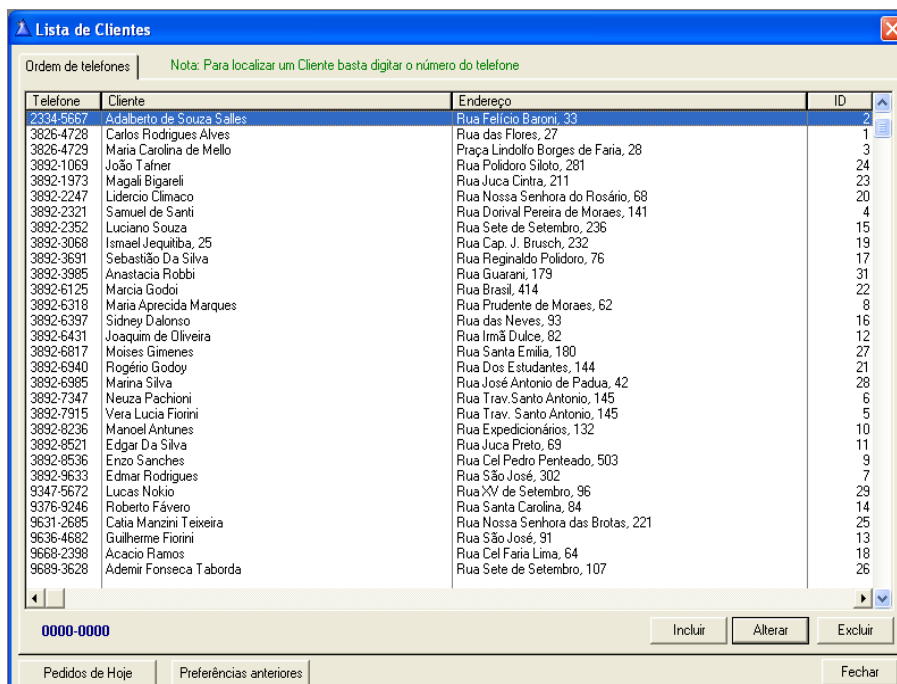 Lista de Clientes
Ordem de telefones Nota: Para localizar um Cliente basta digitar o número do telefone
Telefone Cliente Endereço ID
2334-5667 Adalberto de Souza Salles Rua Felício Baroni, 33 2
3826-4728 Carlos Rodrigues Alves Rua das Flores, 27 1
3826-4729 Maria Carolina de Mello Praça Lindolfo Borges de Faria, 28 3
3892-1069 João Tafner Rua Polidoro Siloto, 281 24
3892-1973 Magali Bigareli Rua Juca Cintra, 211 23
3892-2247 Lidercio Climaco Rua Nossa Senhora do Rosário, 68 20
3892-2321 Samuel de Santi Rua Dorival Pereira de Moraes, 141 4
3892-2352 Luciano Souza Rua Sete de Setembro, 236 15
3892-3068 Ismael Jequitiba, 25 Rua Cap. J. Brusch, 232 19
3892-3691 Sebastião Da Silva Rua Reginaldo Polidoro, 76 17
3892-3985 Anastacia Robbi Rua Guarani, 179 31
3892-6125 Marcia Godoi Rua Brasil, 414 22
3892-6318 Maria Aprecida Marques Rua Prudente de Moraes, 62 8
3892-6397 Sidney Dalonso Rua das Neves, 93 16
3892-6431 Joaquim de Oliveira Rua Irmã Dulce, 82 12
3892-6817 Moises Gimenes Rua Santa Emilia, 180 27
3892-6940 Rogério Godoy Rua Dos Estudantes, 144 21
3892-6985 Marina Silva Rua José Antonio de Padua, 42 28
3892-7347 Neuza Pachioni Rua Trav.Santo Antonio, 145 6
3892-7915 Vera Lucia Fiorini Rua Trav. Santo Antonio, 145 5
3892-8236 Manoel Antunes Rua Expedicionários, 132 10
3892-8521 Edgar Da Silva Rua Juca Preto, 69 11
3892-8536 Enzo Sanches Rua Cel Pedro Penteado, 503 9
3892-9633 Edmar Rodrigues Rua São José, 302 7
9347-5672 Lucas Nokio Rua XV de Setembro, 96 29
9376-9246 Roberto Fávero Rua Santa Carolina, 84 14
9631-2685 Catia Manzini Teixeira Rua Nossa Senhora das Brotas, 221 25
9636-4682 Guilherme Fiorini Rua São José, 91 13
9668-2398 Acacio Ramos Rua Cel Faria Lima, 64 18
9689-3628 Ademir Fonseca Taborda Rua Sete de Setembro, 107 26
0000-0000 Incluir Alterar Excluir
Pedidos de Hoje Preferências anteriores Fechar